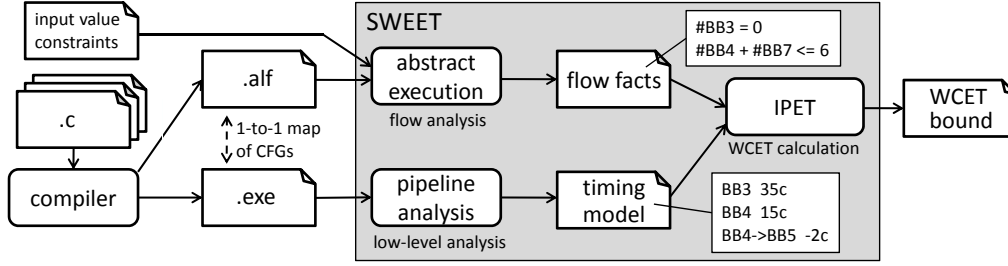 input value
constraints
SWEET
#BB3 = 0
#BB4 + #BB7 <= 6
.c
.alf
abstract
execution
flow analysis
flow facts
IPET
WCET calculation
WCET
bound
1-to-1 map
of CFGs
compiler
.exe
pipeline
analysis
low-level analysis
timing
model
BB3 35c
BB4 15c
BB4->BB5 -2c